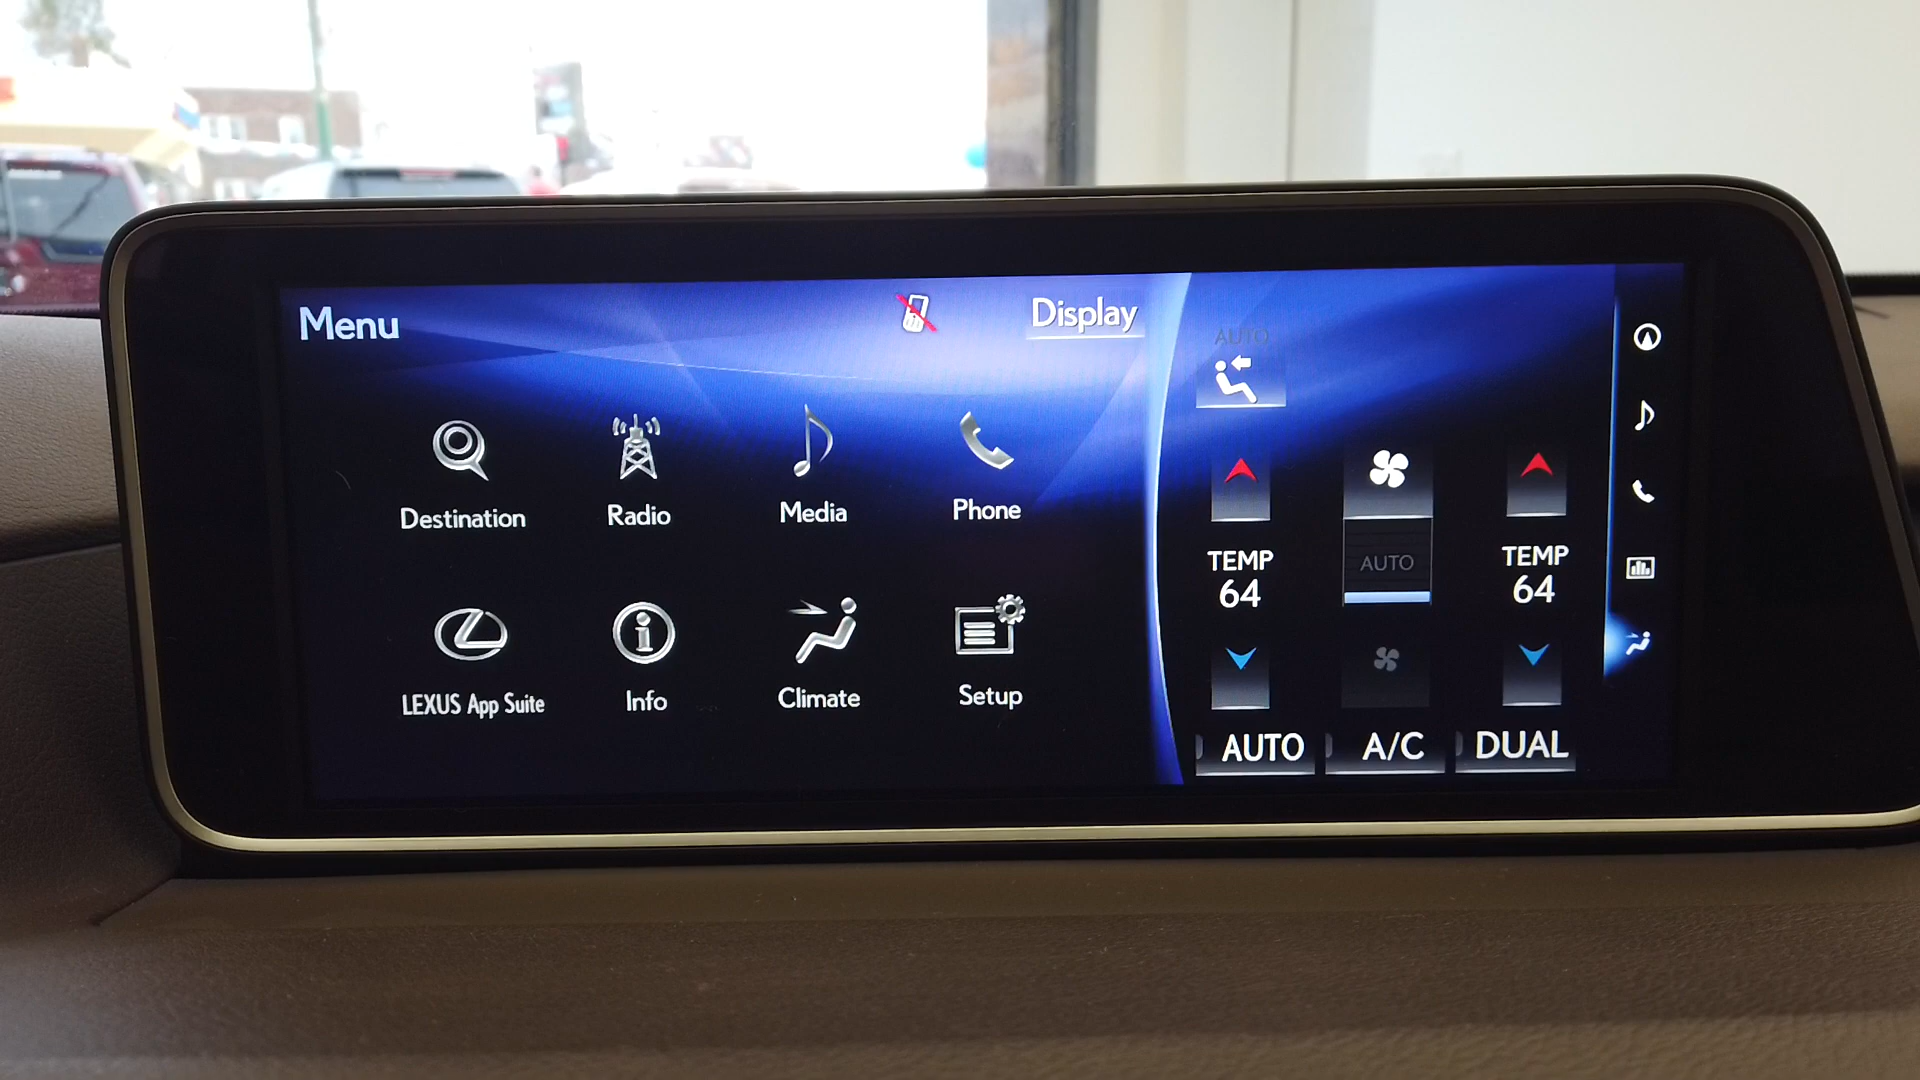 Menu
Display
Destination
Radio
Media
Phone
LEXUS App Suite
Info
Climate
Setup
AUTO
TEMP
64
AUTO
TEMP
64
AUTO
A/C
DUAL